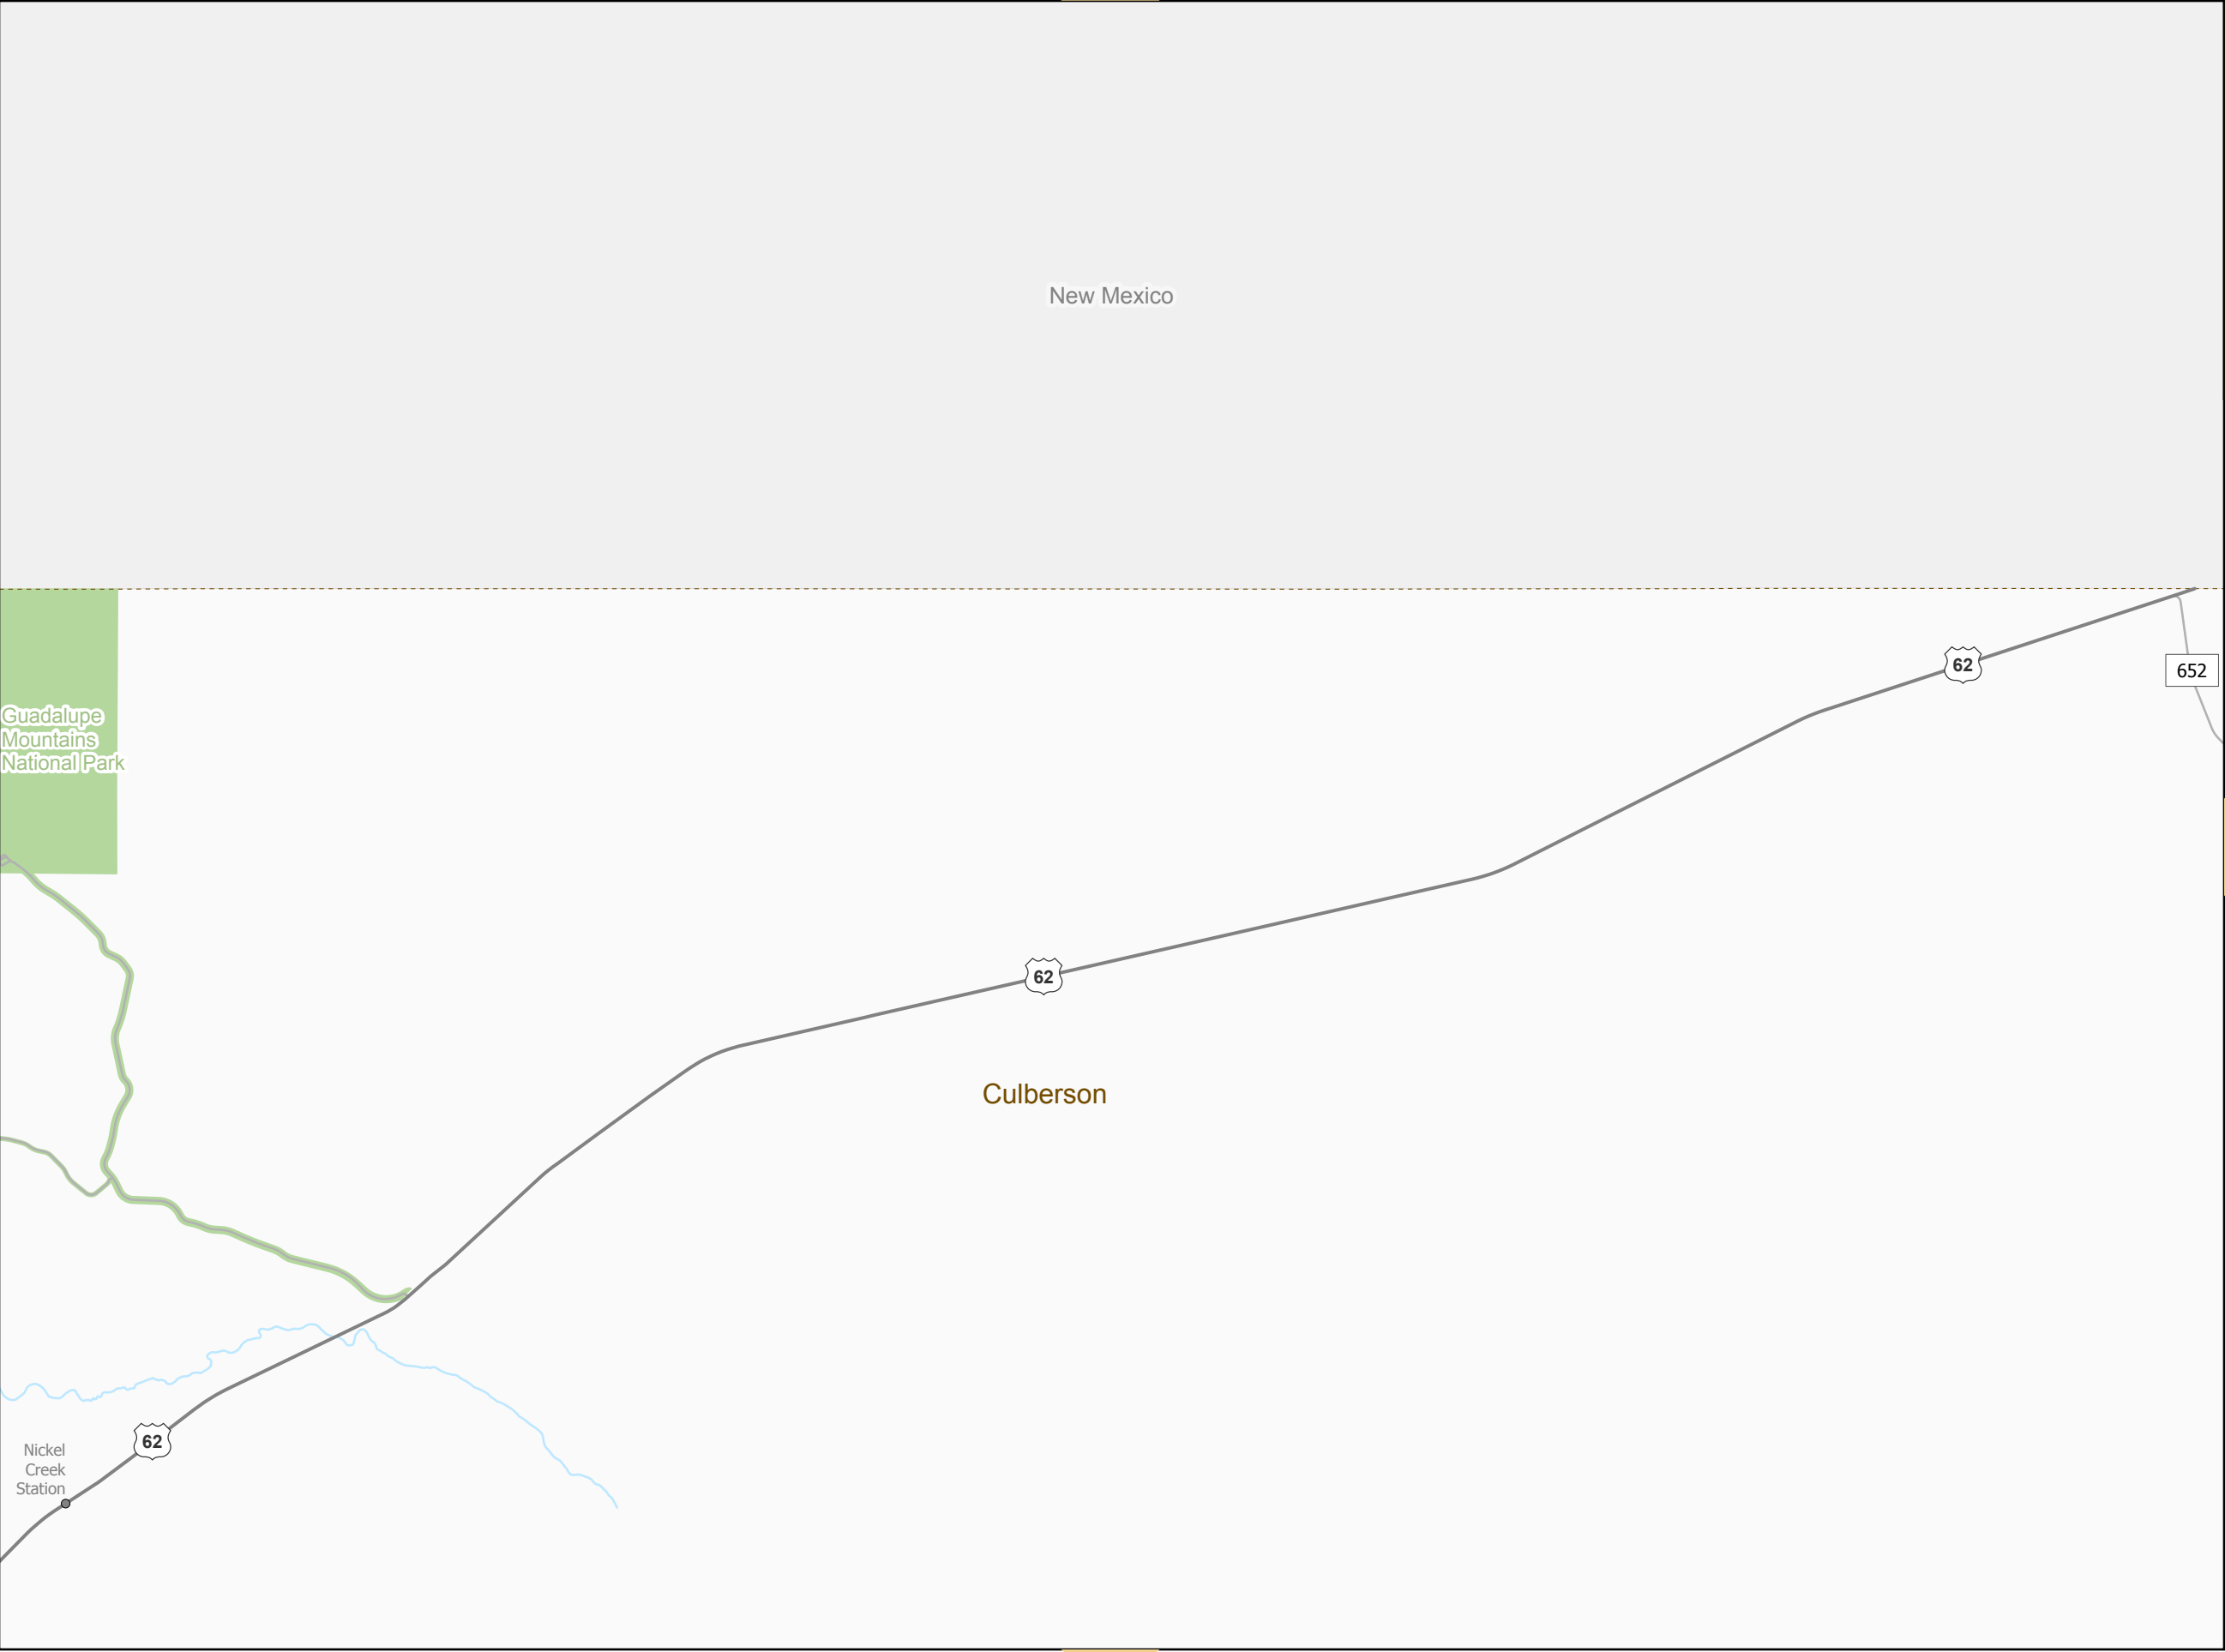 New Mexico
62
652
Guadalupe
Mountains
National Park
62
Culberson
62
Nickel
Creek
Station